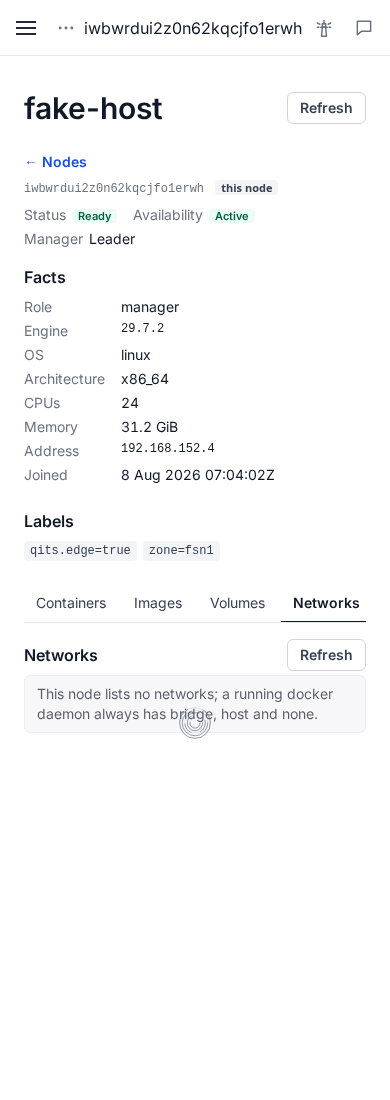 iwbwrdui2z0n62kqcjfo1erwh
fake-host
Refresh
← Nodes
iwbwrdui2z0n62kqcjfo1erwh this node
Status Ready Availability Active
Manager Leader
Facts
Role manager
Engine 29.7.2
OS linux
Architecture x86_64
CPUs 24
Memory 31.2 GiB
Address 192.168.152.4
Joined 8 Aug 2026 07:04:02Z
Labels
qits.edge=true zone=fsn1
Containers Images Volumes Networks
Networks
Refresh
This node lists no networks; a running docker
daemon always has bridge, host and none.